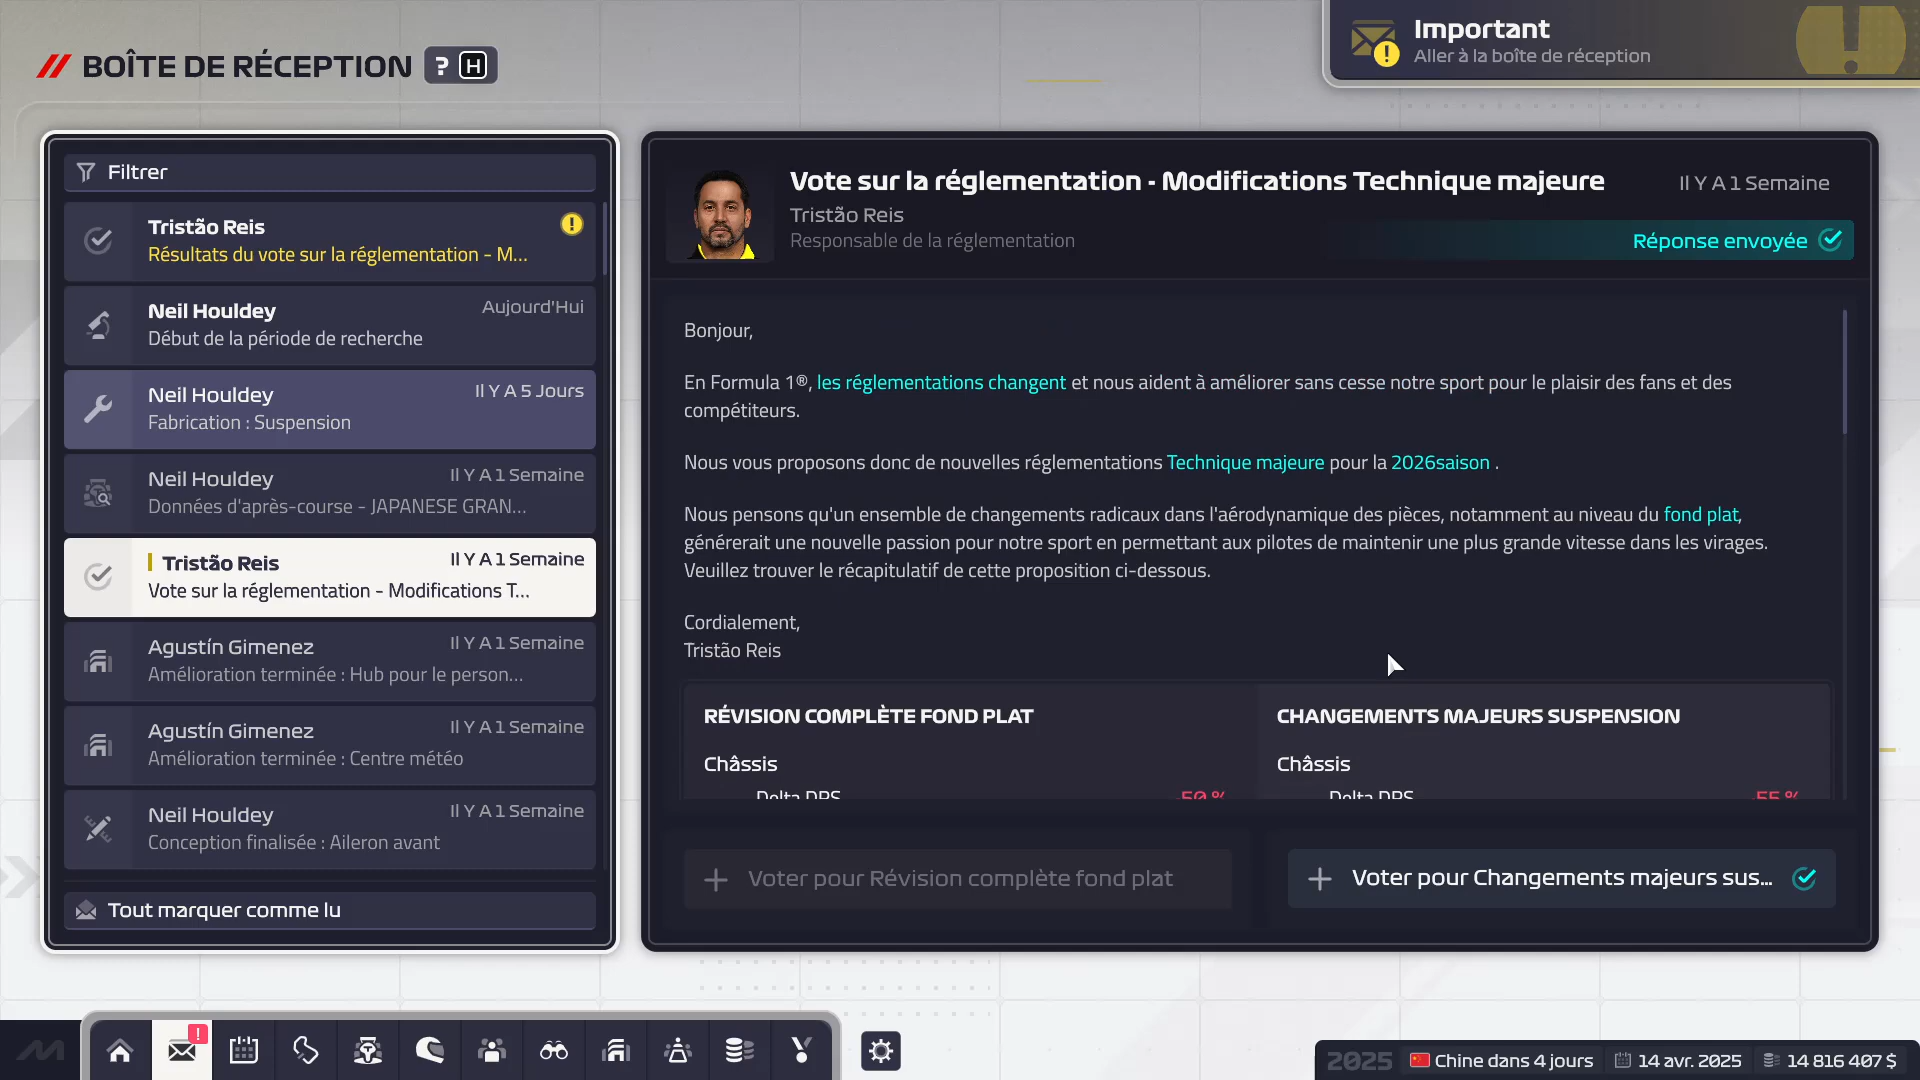 BOÎTE DE RÉCEPTION
? H
Important
Aller à la boîte de réception
Filtrer
Tristão Reis
Résultats du vote sur la réglementation - M...
Neil Houldey
Aujourd'Hui
Début de la période de recherche
Neil Houldey
Il Y A 5 Jours
Fabrication : Suspension
Neil Houldey
Il Y A 1 Semaine
Données d'après-course - JAPANESE GRAN...
Tristão Reis
Il Y A 1 Semaine
Vote sur la réglementation - Modifications T...
Agustín Gimenez
Il Y A 1 Semaine
Amélioration terminée : Hub pour le person...
Agustín Gimenez
Il Y A 1 Semaine
Amélioration terminée : Centre météo
Neil Houldey
Il Y A 1 Semaine
Conception finalisée : Aileron avant
Tout marquer comme lu
Vote sur la réglementation - Modifications Technique majeure
Il Y A 1 Semaine
Tristão Reis
Responsable de la réglementation
Réponse envoyée
Bonjour,
En Formula 1®, les réglementations changent et nous aident à améliorer sans cesse notre sport pour le plaisir des fans et des
compétiteurs.
Nous vous proposons donc de nouvelles réglementations Technique majeure pour la 2026saison .
Nous pensons qu'un ensemble de changements radicaux dans l'aérodynamique des pièces, notamment au niveau du fond plat,
générerait une nouvelle passion pour notre sport en permettant aux pilotes de maintenir une plus grande vitesse dans les virages.
Veuillez trouver le récapitulatif de cette proposition ci-dessous.
Cordialement,
Tristão Reis
RÉVISION COMPLÈTE FOND PLAT
Châssis
Delta DRS
-50 %
CHANGEMENTS MAJEURS SUSPENSION
Châssis
Delta DRS
-55 %
Voter pour Révision complète fond plat
Voter pour Changements majeurs sus...
2025
Chine dans 4 jours
14 avr. 2025
14 816 407 $